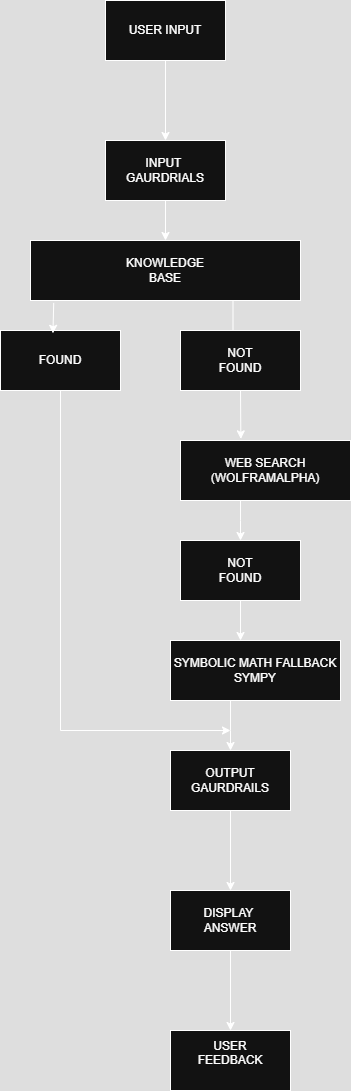 USER INPUT
INPUT
GAURDRIALS
KNOWLEDGE
BASE
FOUND
NOT
FOUND
WEB SEARCH
(WOLFRAMALPHA)
NOT
FOUND
SYMBOLIC MATH FALLBACK
SYMPY
OUTPUT
GAURDRAILS
DISPLAY
ANSWER
USER
FEEDBACK